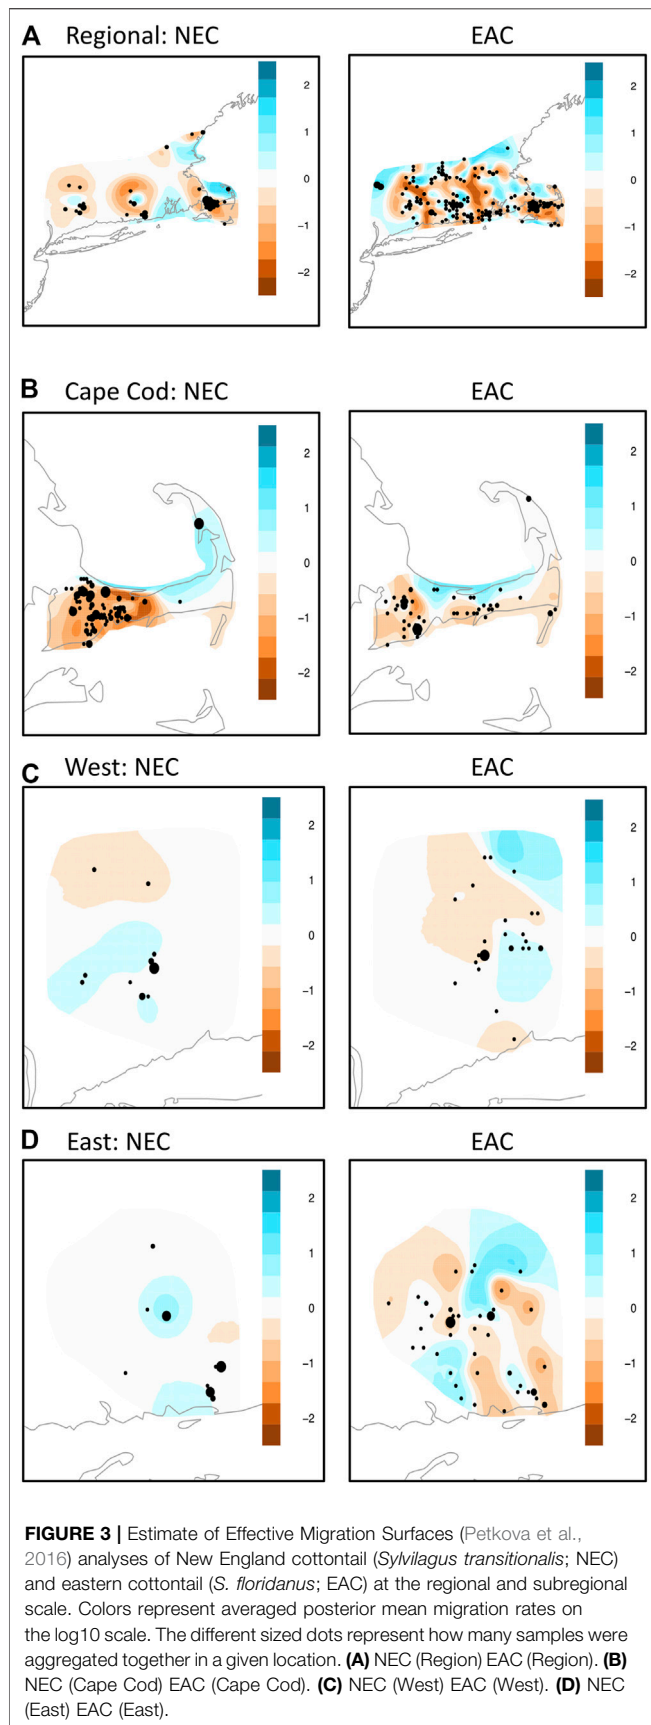 A Regional: NEC EAC
2 2
1 1
0 0
−1 −1
−2 −2
B Cape Cod: NEC EAC
2 2
1 1
0 0
−1 −1
−2 −2
C West: NEC EAC
2 2
1 1
0 0
−1 −1
−2 −2
D East: NEC EAC
2 2
1 1
0 0
−1 −1
−2 −2
FIGURE 3 | Estimate of Effective Migration Surfaces (Petkova et al.,
2016) analyses of New England cottontail (Sylvilagus transitionalis; NEC)
and eastern cottontail (S. floridanus; EAC) at the regional and subregional
scale. Colors represent averaged posterior mean migration rates on
the log10 scale. The different sized dots represent how many samples were
aggregated together in a given location. (A) NEC (Region) EAC (Region). (B)
NEC (Cape Cod) EAC (Cape Cod). (C) NEC (West) EAC (West). (D) NEC
(East) EAC (East).